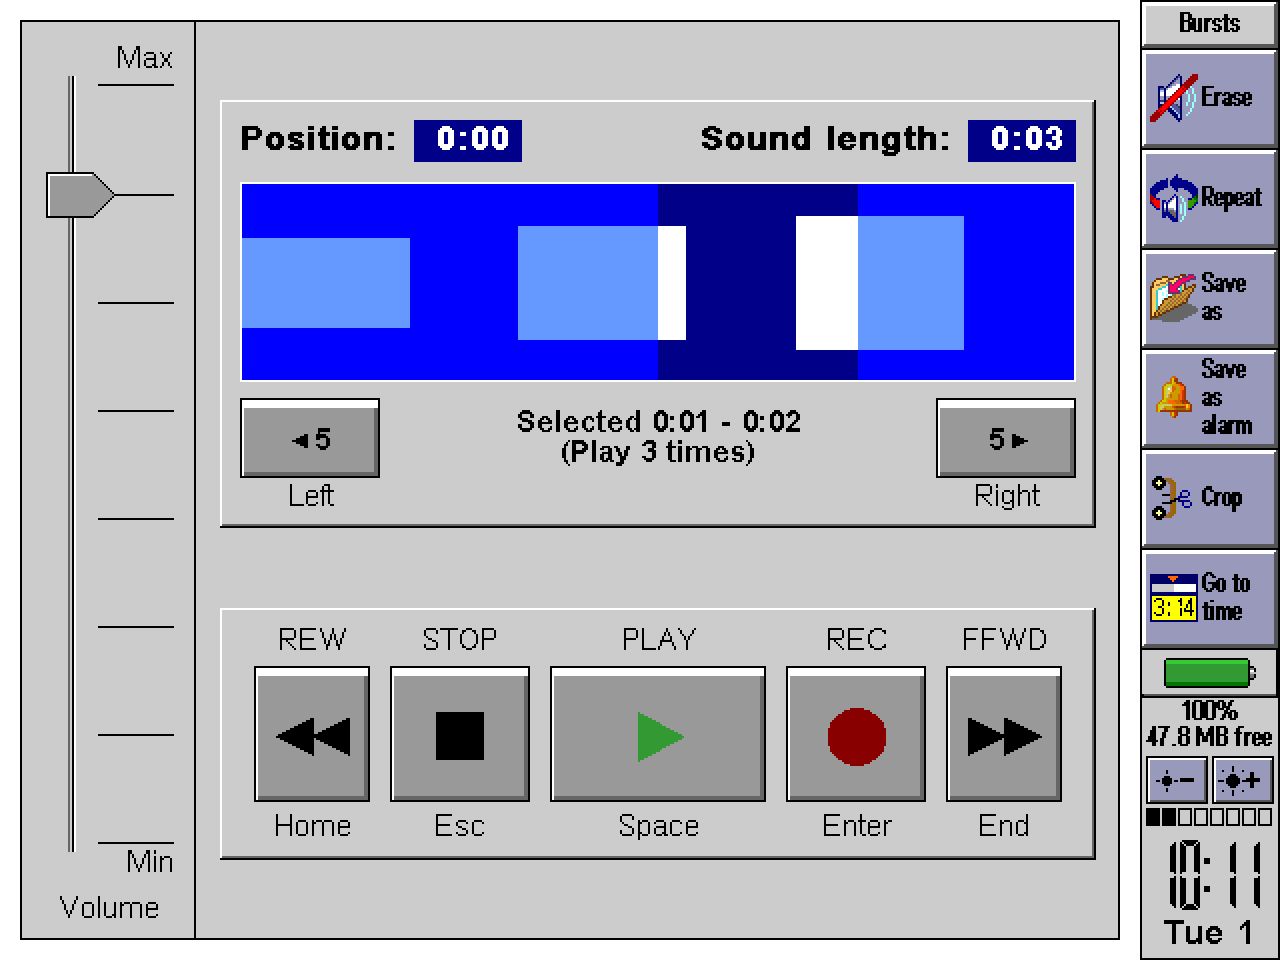 Max
Min
Volume
Position: 0:00
Sound length: 0:03
◄5
Left
Selected 0:01 - 0:02
(Play 3 times)
5►
Right
REW
STOP
PLAY
REC
FFWD
Home
Esc
Space
Enter
End
Bursts
Erase
Repeat
Save
as
Save
as
alarm
Crop
3:14
Go to
time
100%
47.8 MB free
10:11
Tue 1